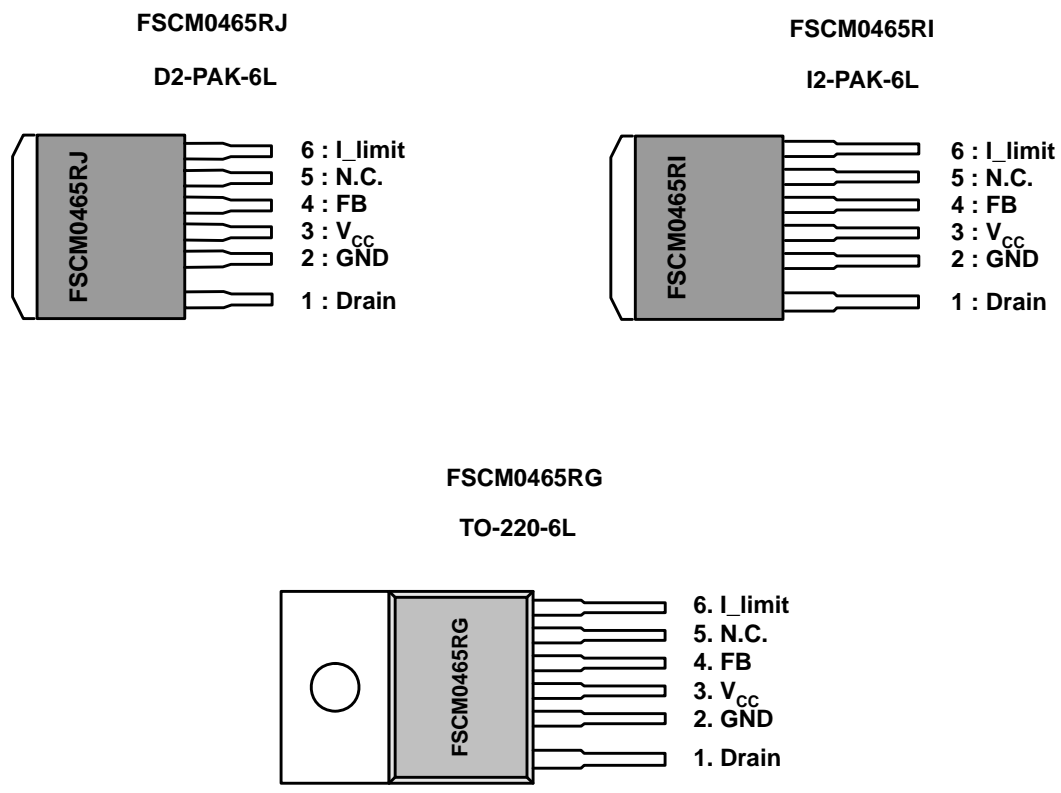 FSCM0465RJ
D2-PAK-6L
FSCM0465RJ
6 : I_limit
5 : N.C.
4 : FB
3 : VCC
2 : GND
1 : Drain
FSCM0465RI
I2-PAK-6L
FSCM0465RI
6 : I_limit
5 : N.C.
4 : FB
3 : VCC
2 : GND
1 : Drain
FSCM0465RG
TO-220-6L
FSCM0465RG
6. I_limit
5. N.C.
4. FB
3. VCC
2. GND
1. Drain